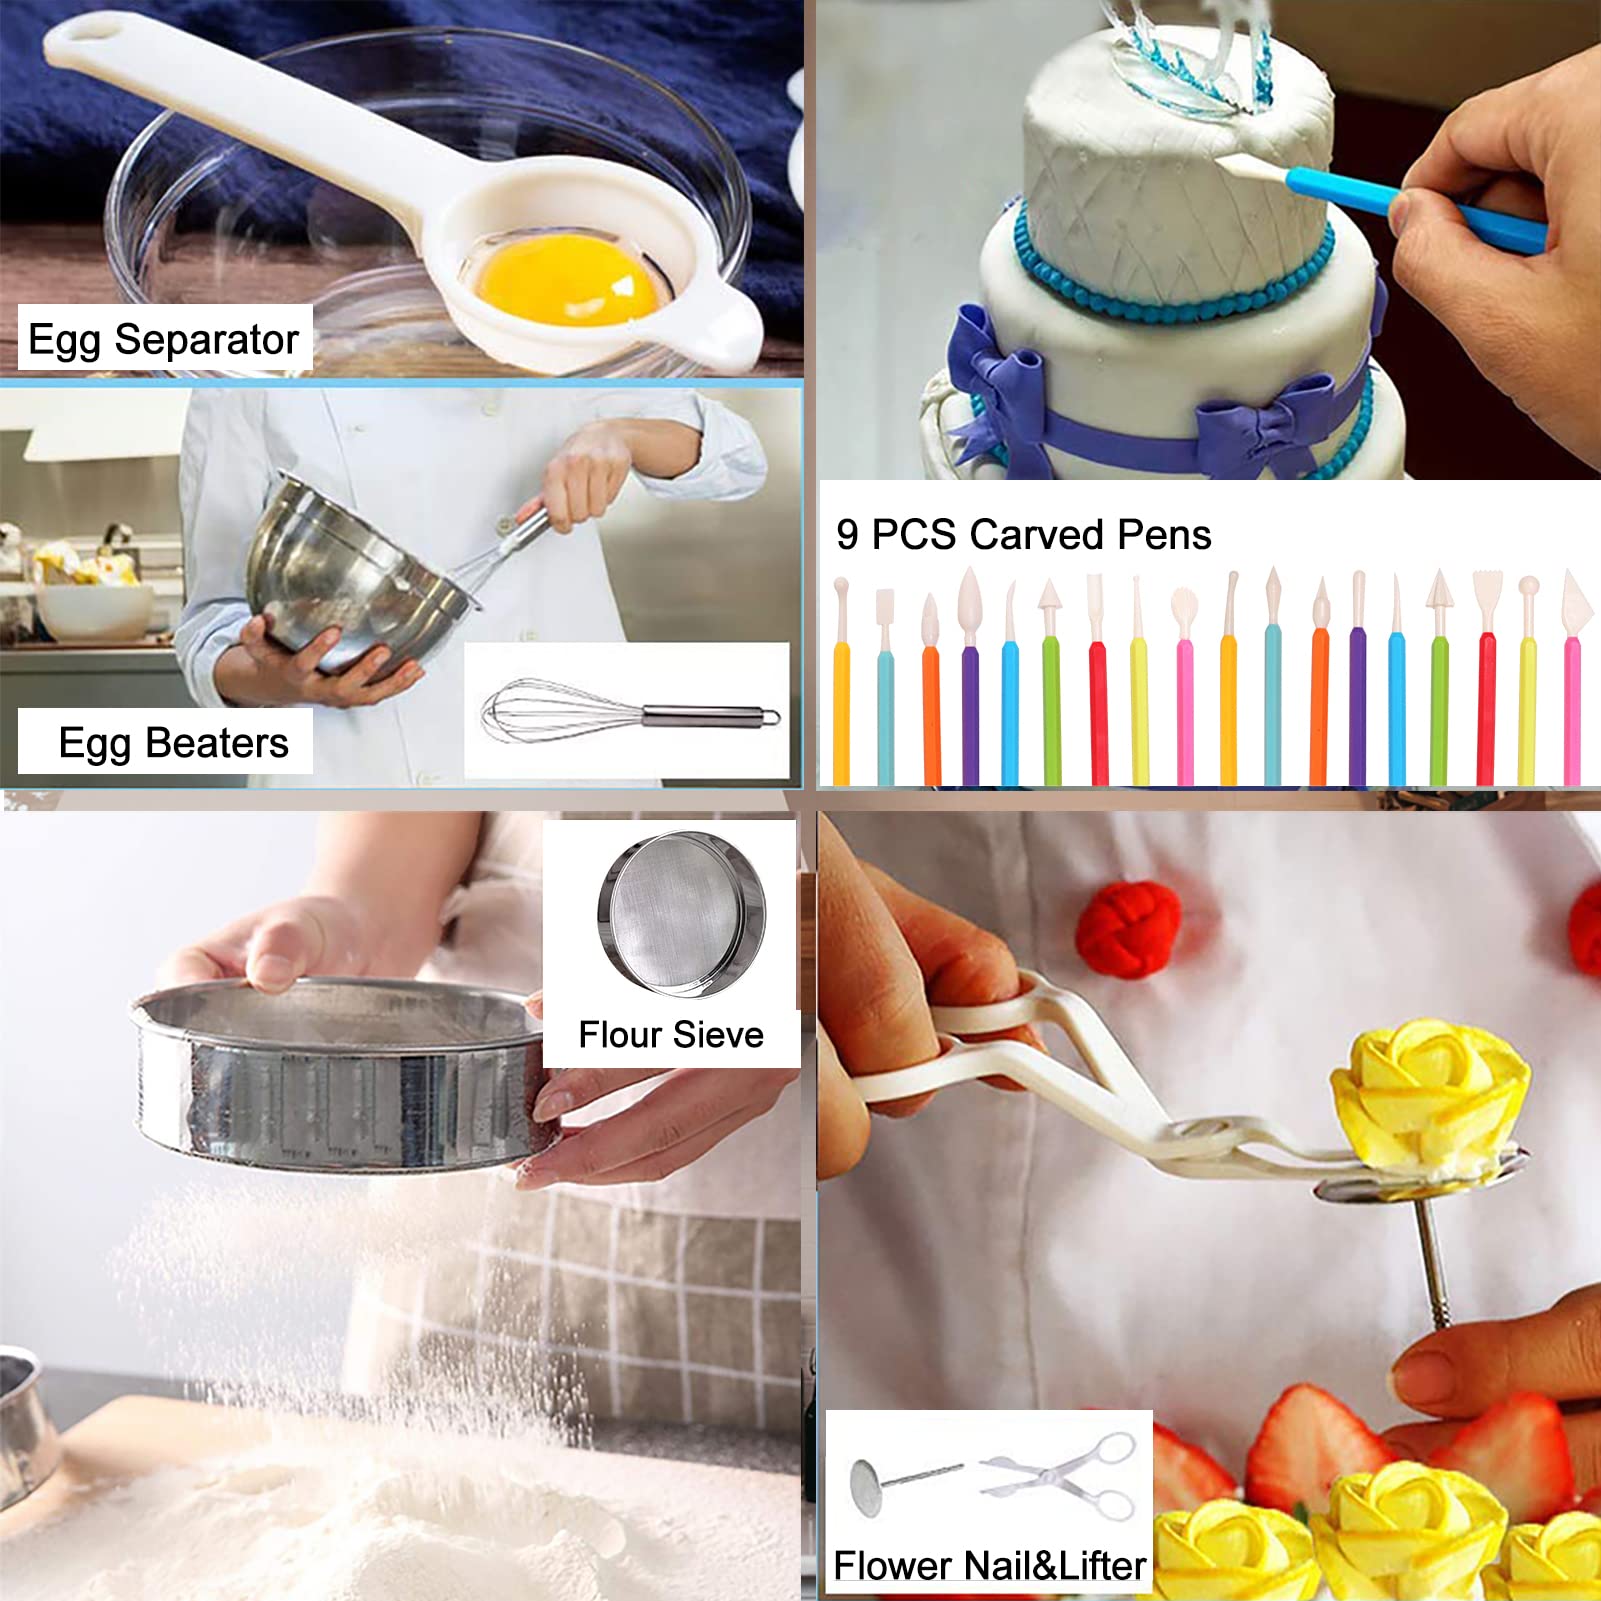 Egg Separator
Egg Beaters
9 PCS Carved Pens
Flour Sieve
Flower Nail&Lifter